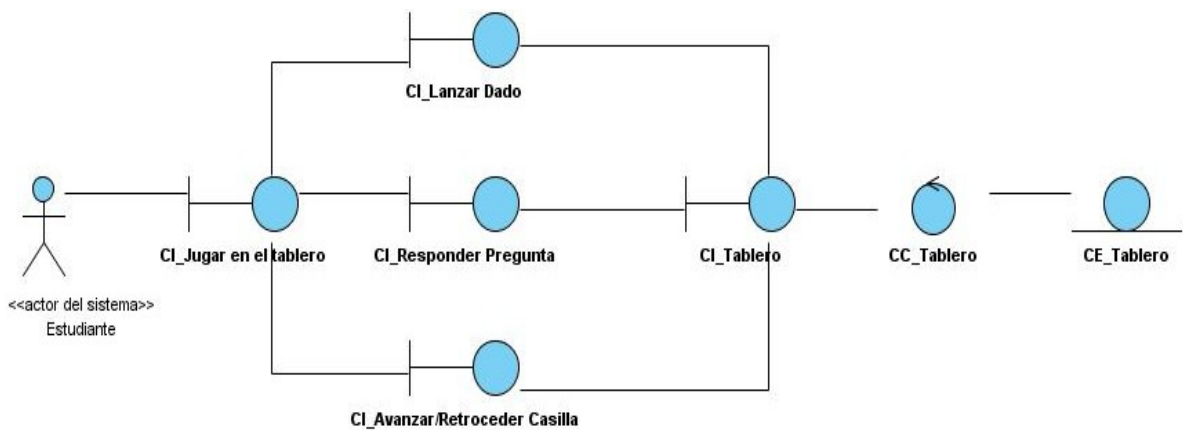 CI_Lanzar Dado
CI_Jugar en el tablero
CI_Responder Pregunta
CI_Tablero
CC_Tablero
CE_Tablero
<<actor del sistema>>
Estudiante
CI_Avanzar/Retroceder Casilla